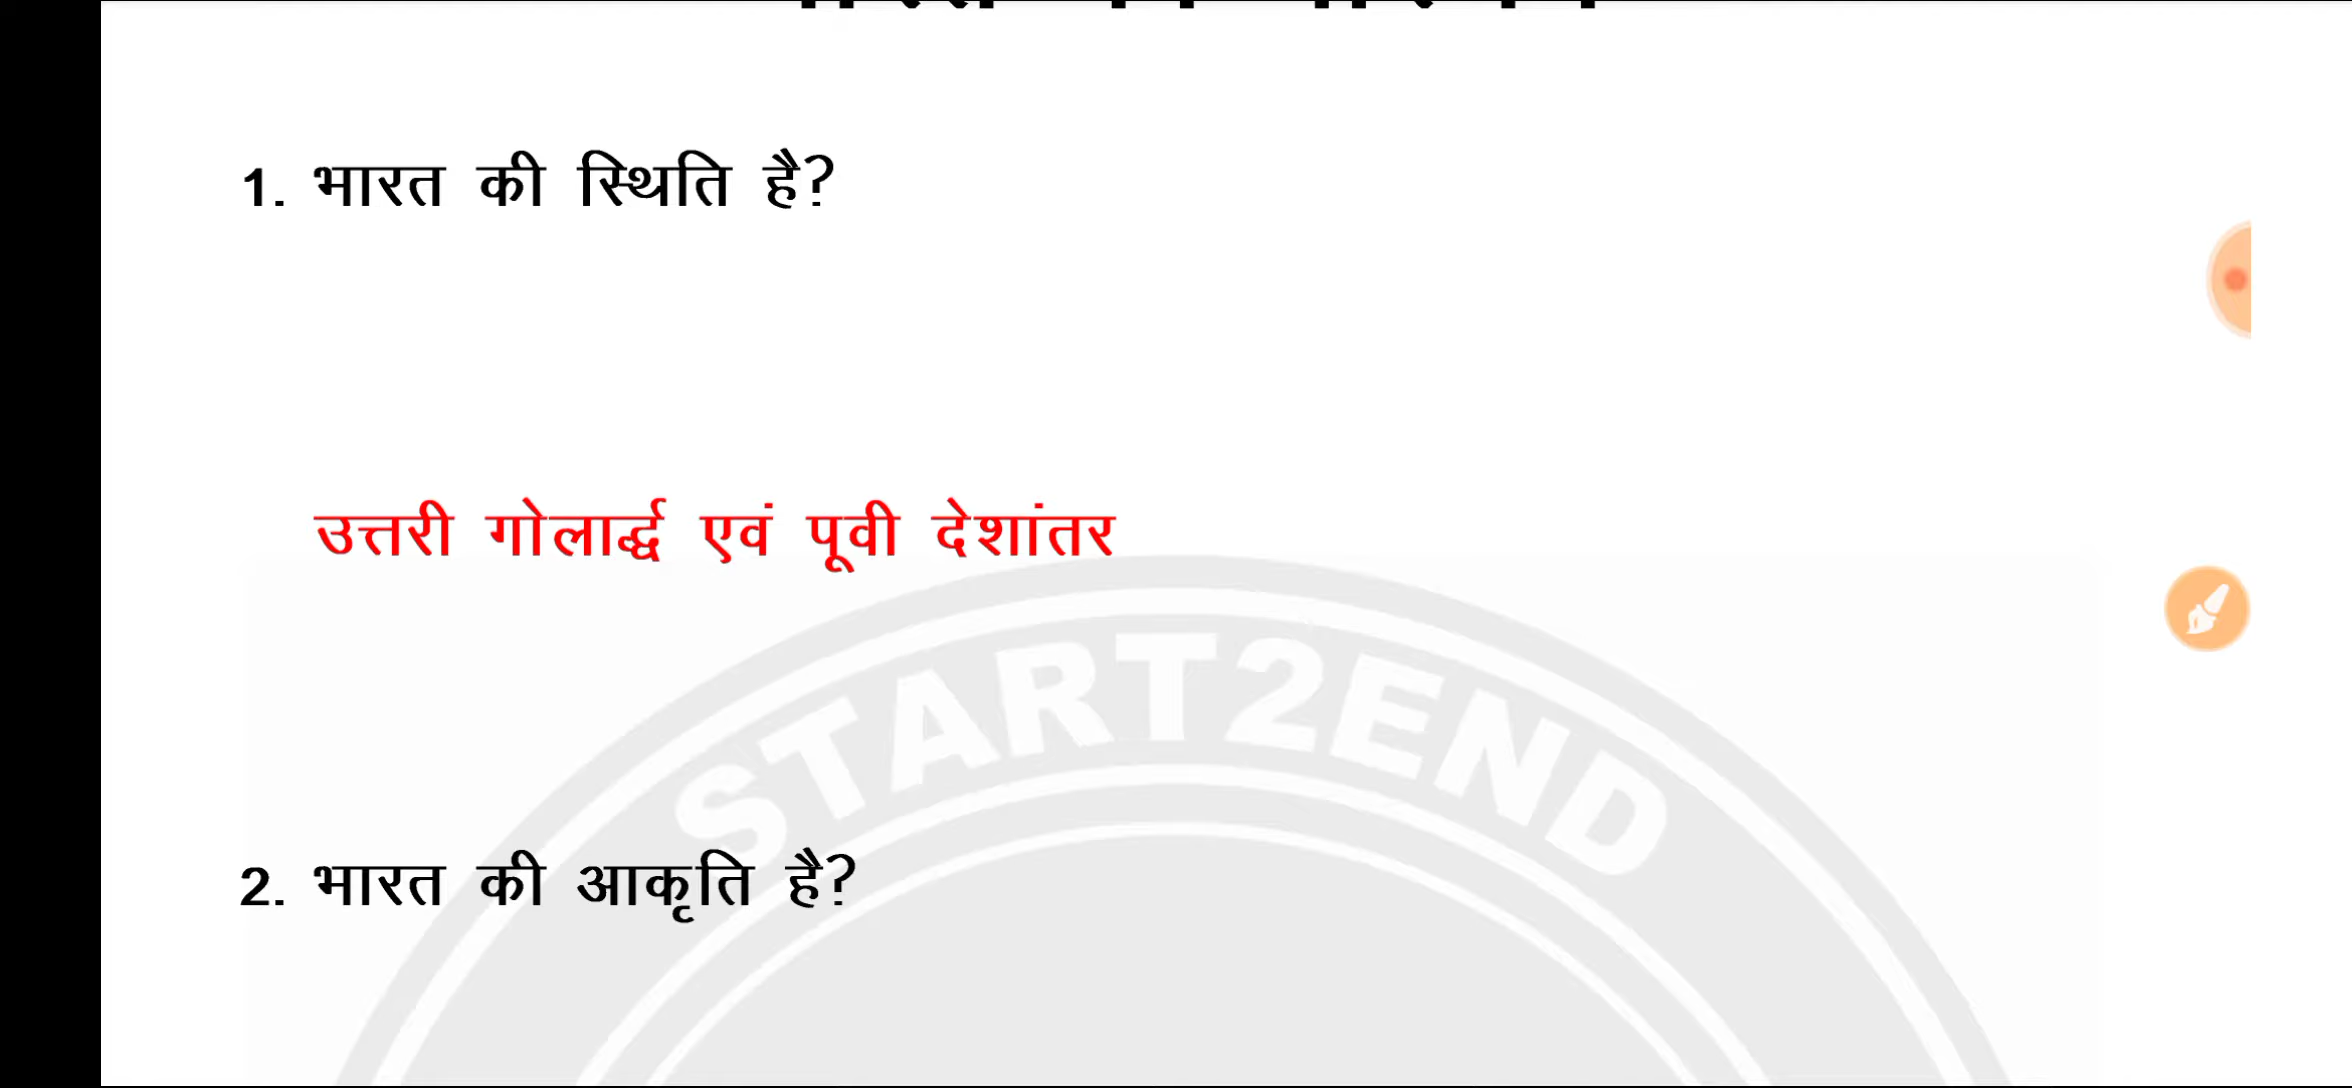 1. भारत की स्थिति है?
उत्तरी गोलार्द्ध एवं पूवी देशांतर
START2END
2. भारत की आकृति है?